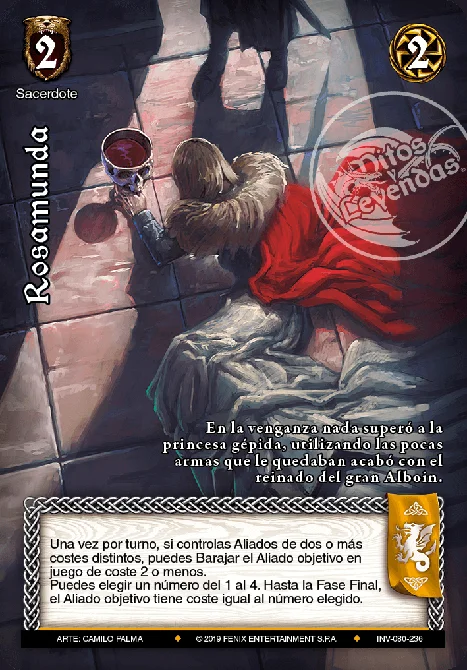 2
2
Sacerdote
Rosamunda
Mitos
Leyendas
En la venganza nada superó a la
princesa gépida, utilizando las pocas
armas que le quedaban acabó con el
reinado del gran Alboin.
Una vez por turno, si controlas Aliados de dos o más
costes distintos, puedes Barajar el Aliado objetivo en
juego de coste 2 o menos.
Puedes elegir un número del 1 al 4. Hasta la Fase Final,
el Aliado objetivo tiene coste igual al número elegido.
ARTE: CAMILO PALMA ♦ © 2019 FENIX ENTERTAINMENT S.P.A. ♦ INV-080-236